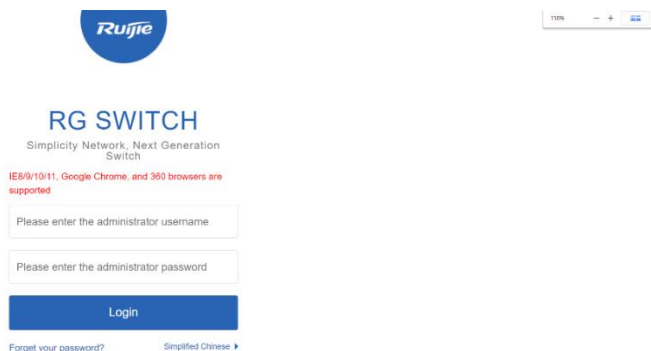 Ruijie
150%
RG SWITCH
Simplicity Network, Next Generation
Switch
IE8/9/10/11, Google Chrome, and 360 browsers are
supported
Please enter the administrator username
Please enter the administrator password
Login
Forget your password?
Simplified Chinese